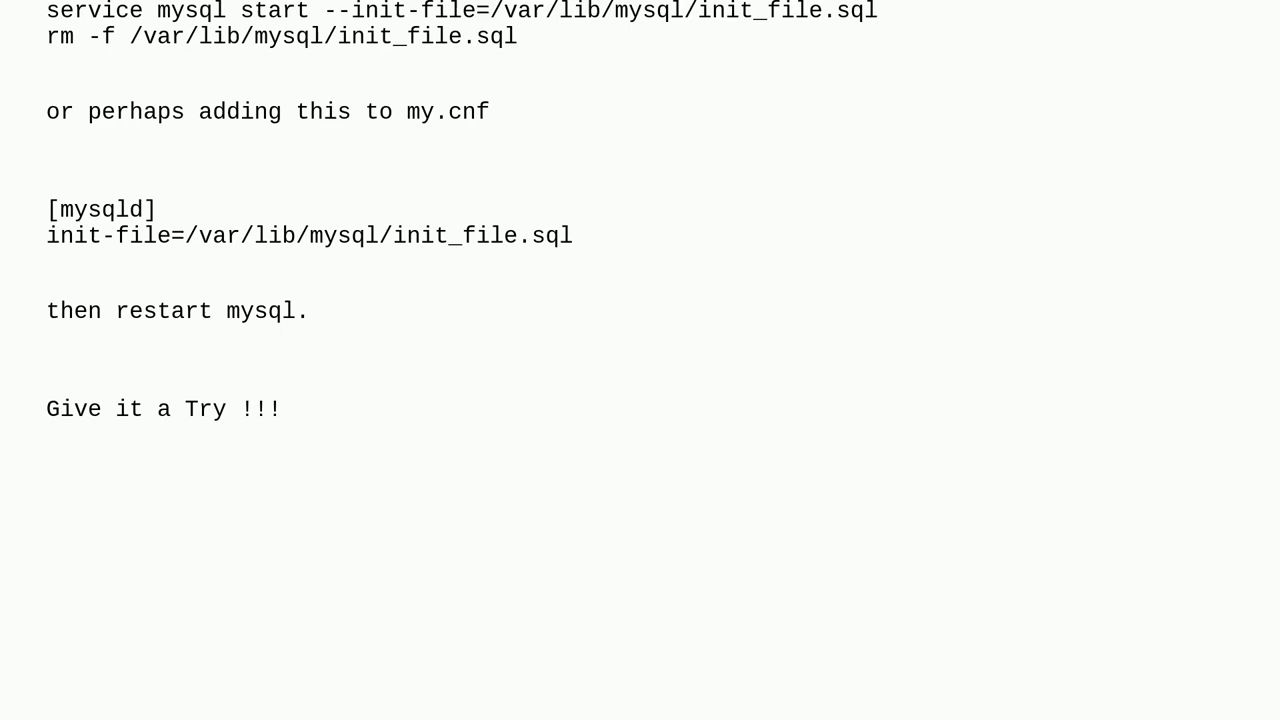 service mysql start --init-file=/var/lib/mysql/init_file.sql
rm -f /var/lib/mysql/init_file.sql
or perhaps adding this to my.cnf
[mysqld]
init-file=/var/lib/mysql/init_file.sql
then restart mysql.
Give it a Try !!!